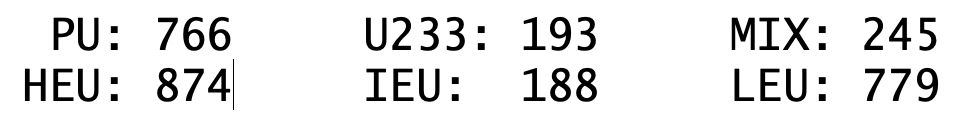 PU: 766 U233: 193 MIX: 245
HEU: 874 IEU: 188 LEU: 779